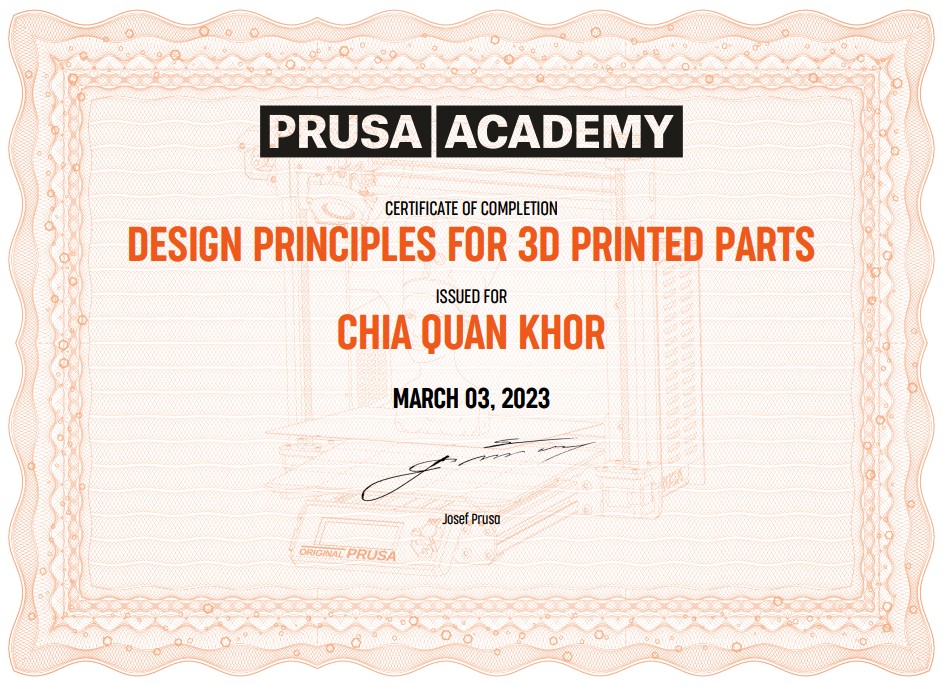 PRUSA ACADEMY
CERTIFICATE OF COMPLETION
DESIGN PRINCIPLES FOR 3D PRINTED PARTS
ISSUED FOR
CHIA QUAN KHOR
MARCH 03, 2023
Josef Prusa
ORIGINAL PRUSA